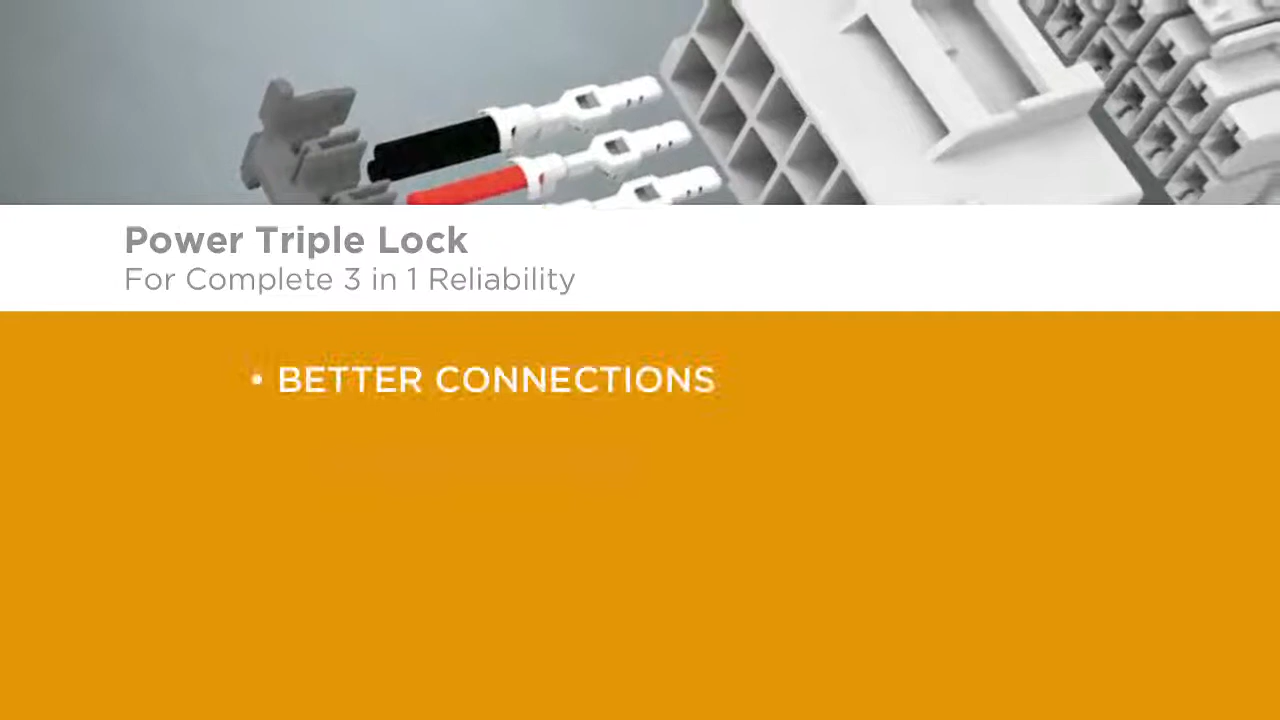 Power Triple Lock
For Complete 3 in 1 Reliability
• BETTER CONNECTIONS